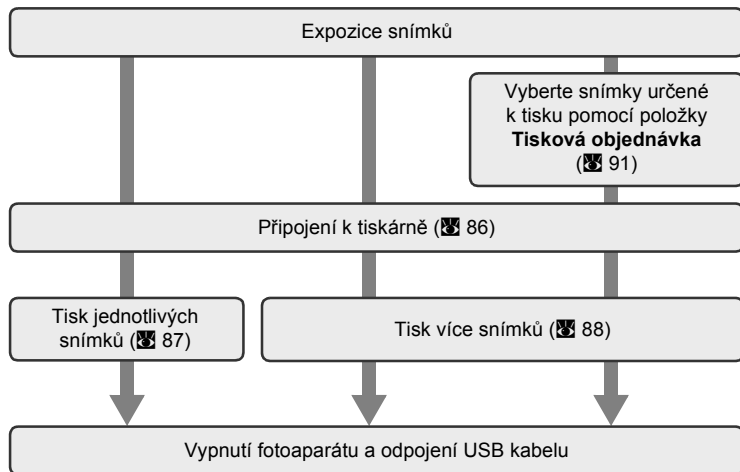 Expozice snímků
Vyberte snímky určené
k tisku pomocí položky
Tisková objednávka
( 91)
Připojení k tiskárně ( 86)
Tisk jednotlivých
snímků ( 87)
Tisk více snímků ( 88)
Vypnutí fotoaparátu a odpojení USB kabelu